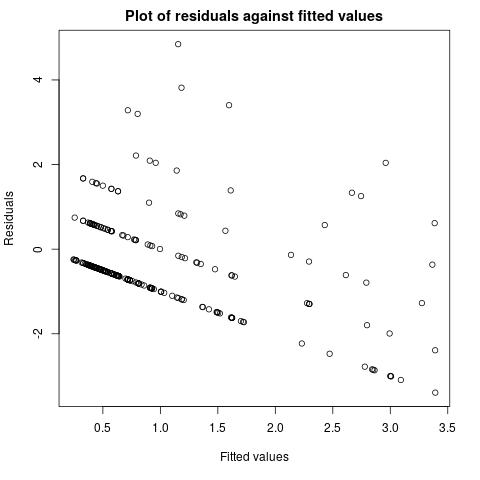 Plot of residuals against fitted values
Residuals
4
2
0
-2
0.5 1.0 1.5 2.0 2.5 3.0 3.5
Fitted values